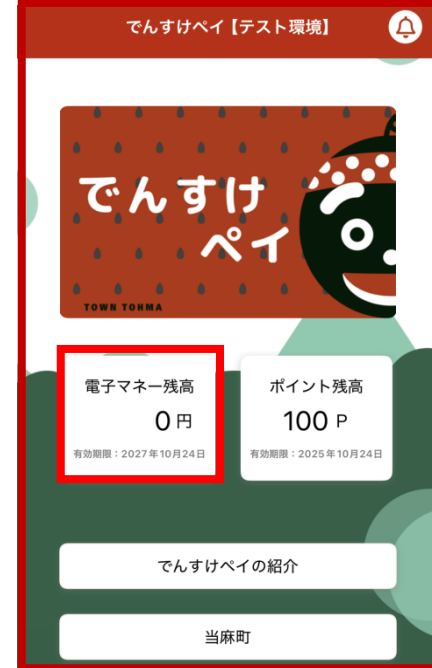 でんすけペイ【テスト環境】
でんすけ
ペイ
TOWN TOHMA
電子マネー残高
0 円
有効期限：2027年10月24日
ポイント残高
100 P
有効期限：2025年10月24日
でんすけペイの紹介
当麻町